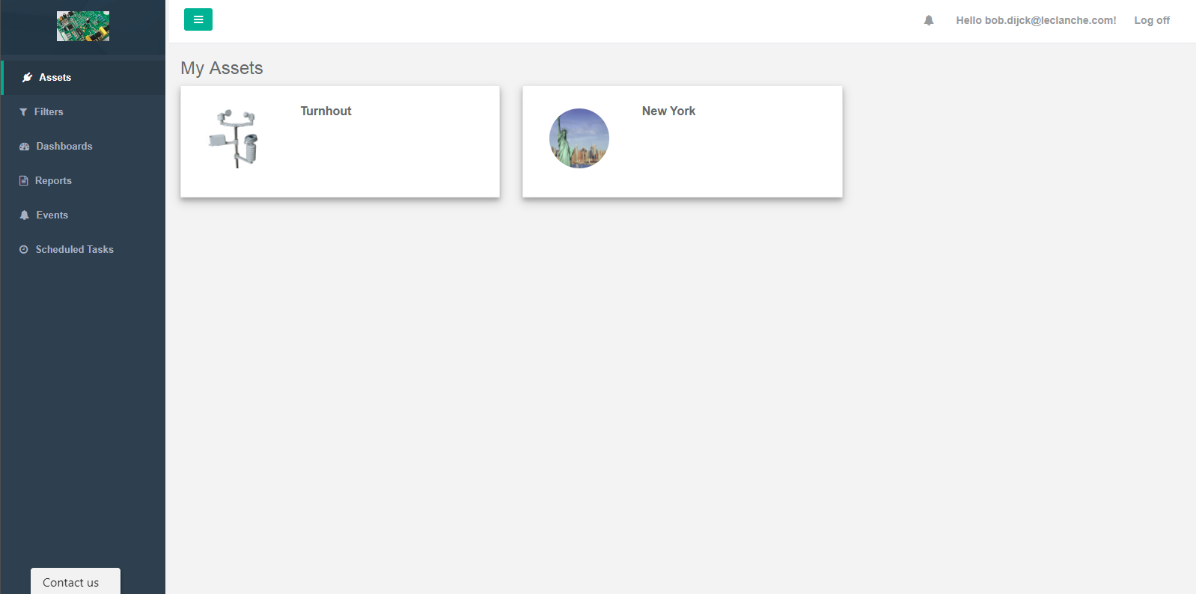 Hello bob.dijck@leclanche.com!
Log off
Assets
Filters
Dashboards
Reports
Events
Scheduled Tasks
My Assets
Turnhout
New York
Contact us